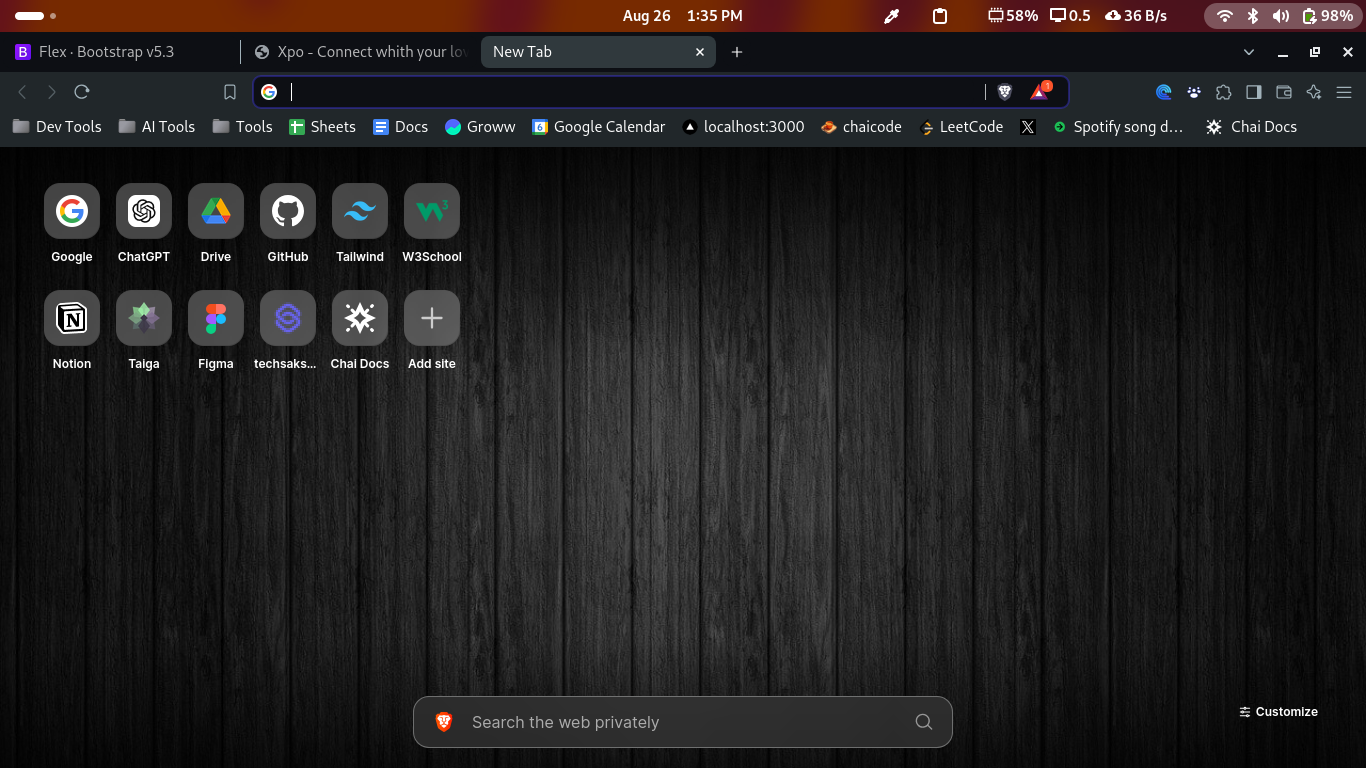 Aug 26 1:35 PM 58% 0.5 36 B/s 98%
Flex · Bootstrap v5.3 Xpo - Connect whith your lov New Tab
1
Dev Tools AI Tools Tools Sheets Docs Groww 6 Google Calendar localhost:3000 chaicode LeetCode X Spotify song d... Chai Docs
Google ChatGPT Drive GitHub Tailwind W3School
Notion Taiga Figma techsaks... Chai Docs Add site
Search the web privately
Customize